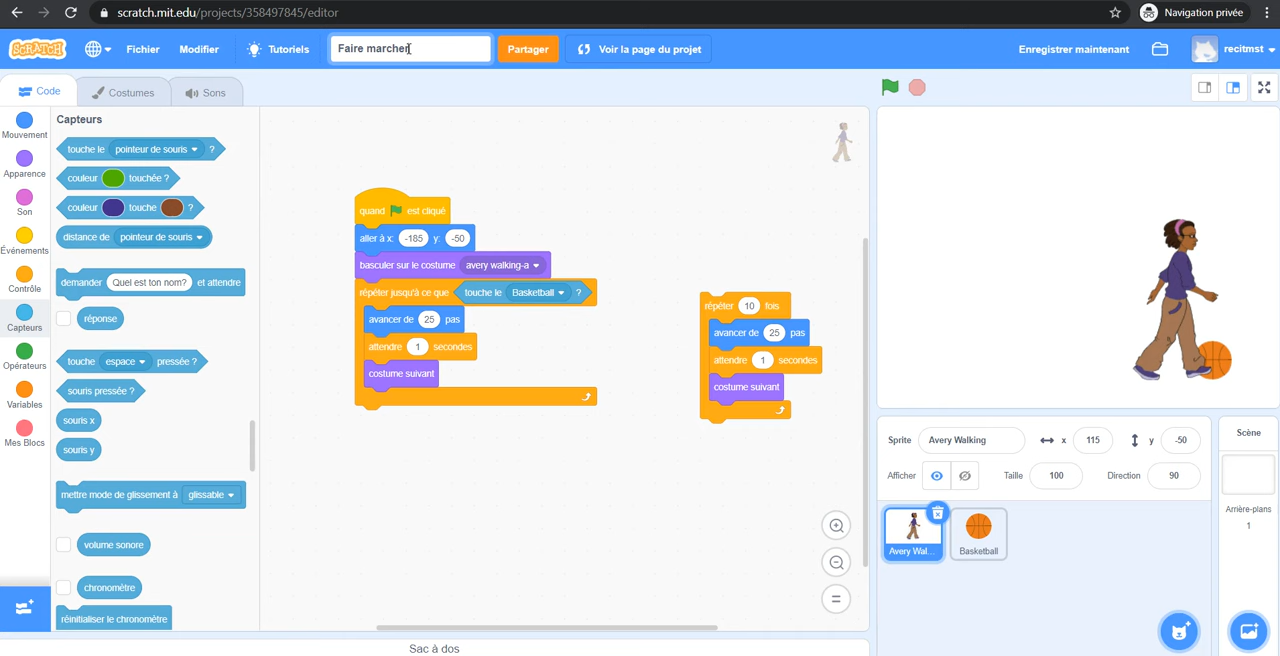 scratch.mit.edu/projects/358497845/editor
Navigation privée
SCRATCH
Fichier
Modifier
Tutoriels
Faire marcher
Partager
Voir la page du projet
Enregistrer maintenant
recitmst
Code
Costumes
Sons
Mouvement
Apparence
Son
Événements
Contrôle
Capteurs
Opérateurs
Variables
Mes Blocs
Capteurs
touche le pointeur de souris ?
couleur touchée ?
couleur touche ?
distance de pointeur de souris
demander Quel est ton nom? et attendre
réponse
touche espace pressée ?
souris pressée ?
souris x
souris y
mettre mode de glissement à glissable
volume sonore
chronomètre
réinitialiser le chronomètre
quand est cliqué
aller à x: -185 y: -50
basculer sur le costume avery walking-a
répéter jusqu'à ce que touche le Basketball ?
avancer de 25 pas
attendre 1 secondes
costume suivant
répéter 10 fois
avancer de 25 pas
attendre 1 secondes
costume suivant
Sprite Avery Walking x 115 y -50
Afficher Taille 100 Direction 90
Avery Wal...
Basketball
Scène
Arrière-plans
1
Sac à dos